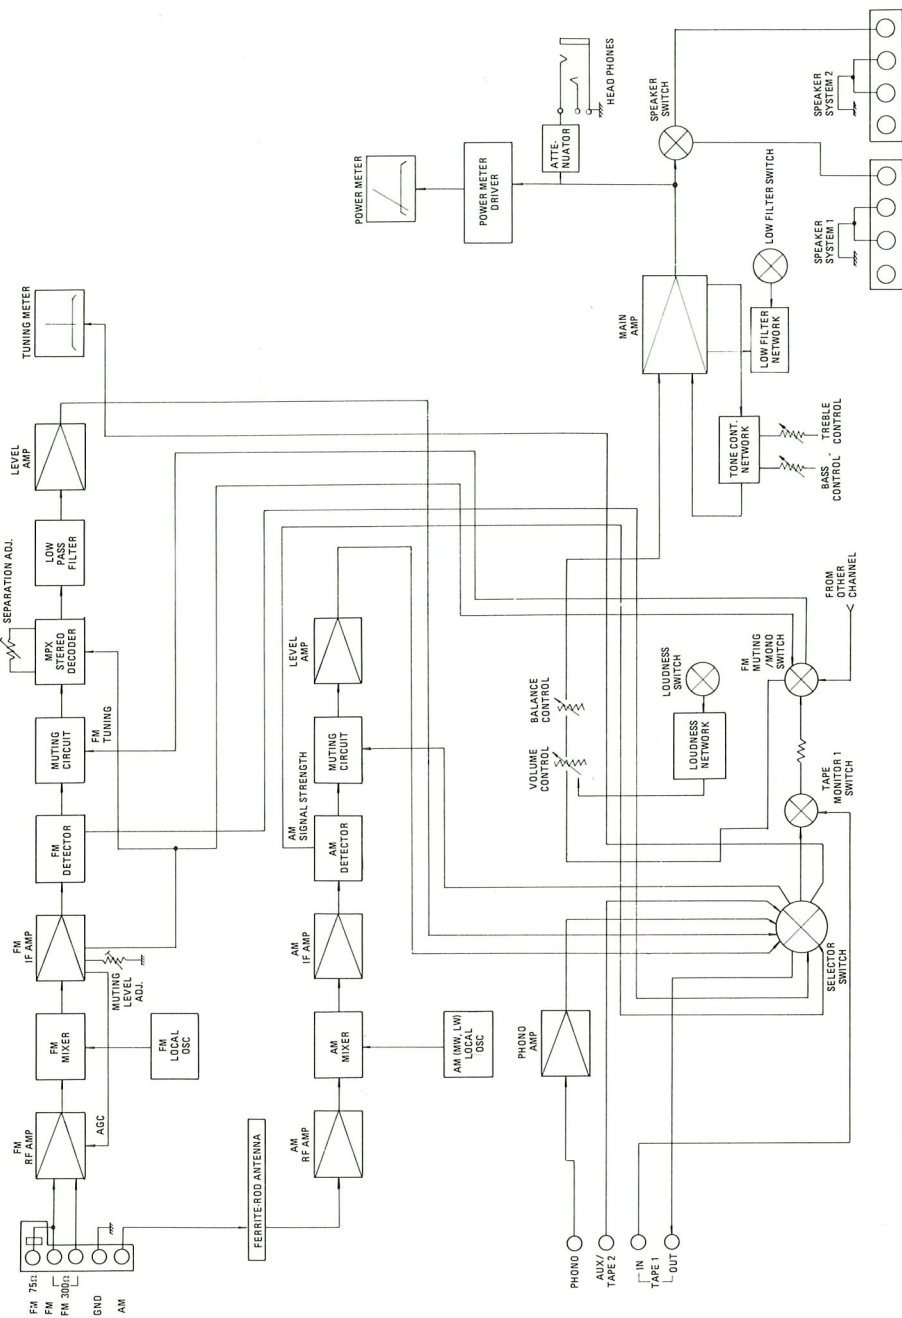 FM 75Ω
FM
FM 300Ω
GND
AM
FM
RF AMP
AGC
FM
MIXER
FM
LOCAL
OSC
FM
IF AMP
MUTING
LEVEL
ADJ.
FM
DETECTOR
MUTING
CIRCUIT
FM
TUNING
MPX
STEREO
DECODER
SEPARATION ADJ.
LOW
PASS
FILTER
LEVEL
AMP
TUNING METER
FERRITE-ROD ANTENNA
AM
RF AMP
AM
MIXER
AM (MW, LW)
LOCAL
OSC
AM
IF AMP
AM
DETECTOR
AM
SIGNAL STRENGTH
MUTING
CIRCUIT
LEVEL
AMP
POWER METER
POWER METER
DRIVER
ATTE-
NUATOR
HEAD PHONES
PHONO
AUX/
TAPE 2
IN
TAPE 1
OUT
PHONO
AMP
VOLUME
CONTROL
BALANCE
CONTROL
LOUDNESS
NETWORK
LOUDNESS
SWITCH
MAIN
AMP
SPEAKER
SWITCH
TONE CONT.
NETWORK
LOW FILTER
NETWORK
LOW FILTER SWITCH
BASS
CONTROL
TREBLE
CONTROL
SELECTOR
SWITCH
TAPE
MONITOR 1
SWITCH
FM MUTING
/MONO
SWITCH
FROM
OTHER
CHANNEL
SPEAKER
SYSTEM 1
SPEAKER
SYSTEM 2